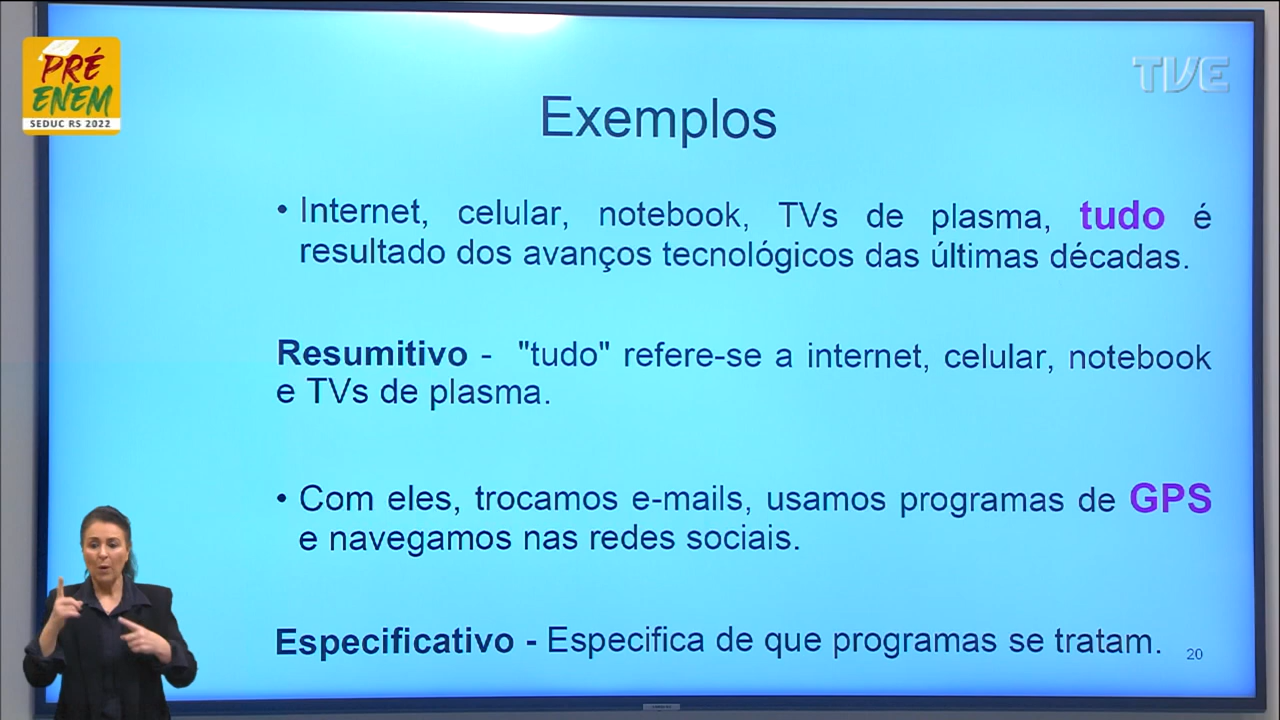 PRÉ
ENEM
SEDUC RS 2022
TVE
Exemplos
• Internet, celular, notebook, TVs de plasma, tudo é
resultado dos avanços tecnológicos das últimas décadas.
Resumitivo - "tudo" refere-se a internet, celular, notebook
e TVs de plasma.
• Com eles, trocamos e-mails, usamos programas de GPS
e navegamos nas redes sociais.
Especificativo - Especifica de que programas se tratam.
20